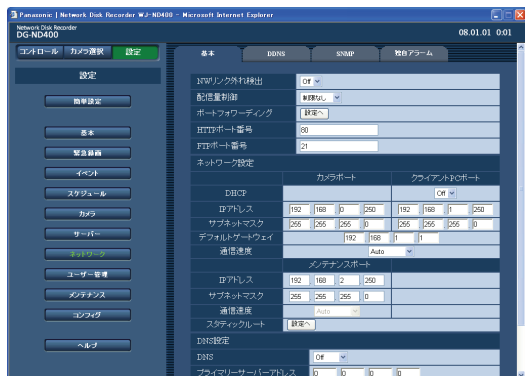 Panasonic | Network Disk Recorder WJ-ND400 - Microsoft Internet Explorer
Network Disk Recorder
DG-ND400
08.01.01 0:01
コントロール カメラ選択 設定
基本 DDNS SNMP 独自アラーム
設定
簡単設定
基本
緊急録画
イベント
スケジュール
カメラ
サーバー
ネットワーク
ユーザー管理
メンテナンス
コンフィグ
ヘルプ
NWリンク外れ検出 Off
配信量制御 制限なし
ポートフォワーディング 設定へ
HTTPポート番号 80
FTPポート番号 21
ネットワーク設定
カメラポート クライアントPCポート
DHCP Off
IPアドレス 192 168 0 250 192 168 1 250
サブネットマスク 255 255 255 0 255 255 255 0
デフォルトゲートウェイ 192 168 1 1
通信速度 Auto
メンテナンスポート
IPアドレス 192 168 2 250
サブネットマスク 255 255 255 0
通信速度 Auto
スタティックルート 設定へ
DNS設定
DNS Off
プライマリーサーバーアドレス 0 0 0 0